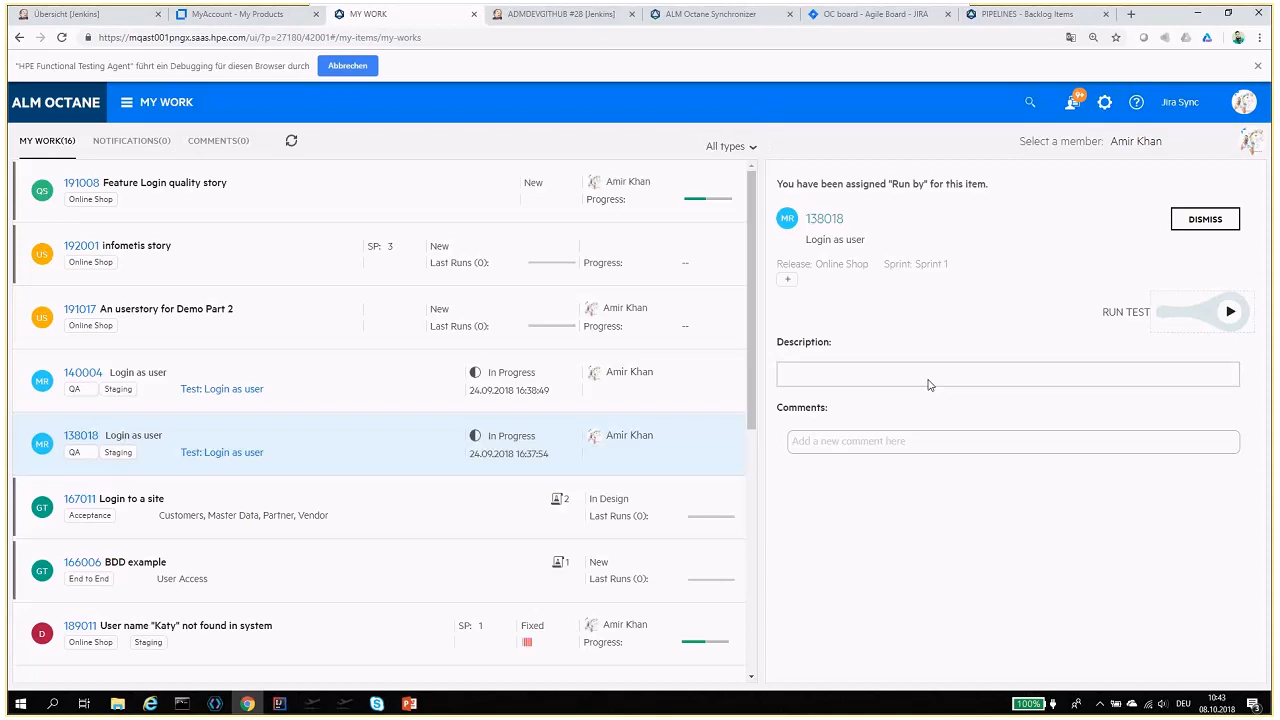 Übersicht [Jenkins]
MyAccount - My Products
MY WORK
ADMDEVGITHUB #28 [Jenkins]
ALM Octane Synchronizer
OC board - Agile Board - JIRA
PIPELINES - Backlog Items
https://mqast001pngx.saas.hpe.com/ui/?p=27180/42001#/my-items/my-works
"HPE Functional Testing Agent" führt ein Debugging für diesen Browser durch
Abbrechen
ALM OCTANE
MY WORK
9+
Jira Sync
MY WORK(16)
NOTIFICATIONS(0)
COMMENTS(0)
All types
Select a member: Amir Khan
QS
191008 Feature Login quality story
Online Shop
New
Amir Khan
Progress:
US
192001 infometis story
Online Shop
SP: 3
New
Last Runs (0):
Progress: --
US
191017 An userstory for Demo Part 2
Online Shop
New
Last Runs (0):
Amir Khan
Progress: --
MR
140004 Login as user
QA Staging
Test: Login as user
In Progress
24.09.2018 16:38:49
Amir Khan
MR
138018 Login as user
QA Staging
Test: Login as user
In Progress
24.09.2018 16:37:54
Amir Khan
GT
167011 Login to a site
Acceptance
Customers, Master Data, Partner, Vendor
2
In Design
Last Runs (0):
GT
166006 BDD example
End to End
User Access
1
New
Last Runs (0):
D
189011 User name "Katy" not found in system
Online Shop Staging
SP: 1
Fixed
Amir Khan
Progress:
You have been assigned "Run by" for this item.
MR
138018
DISMISS
Login as user
Release: Online Shop Sprint: Sprint 1
+
RUN TEST
Description:
Comments:
Add a new comment here
100%
DEU
10:43
08.10.2018
3